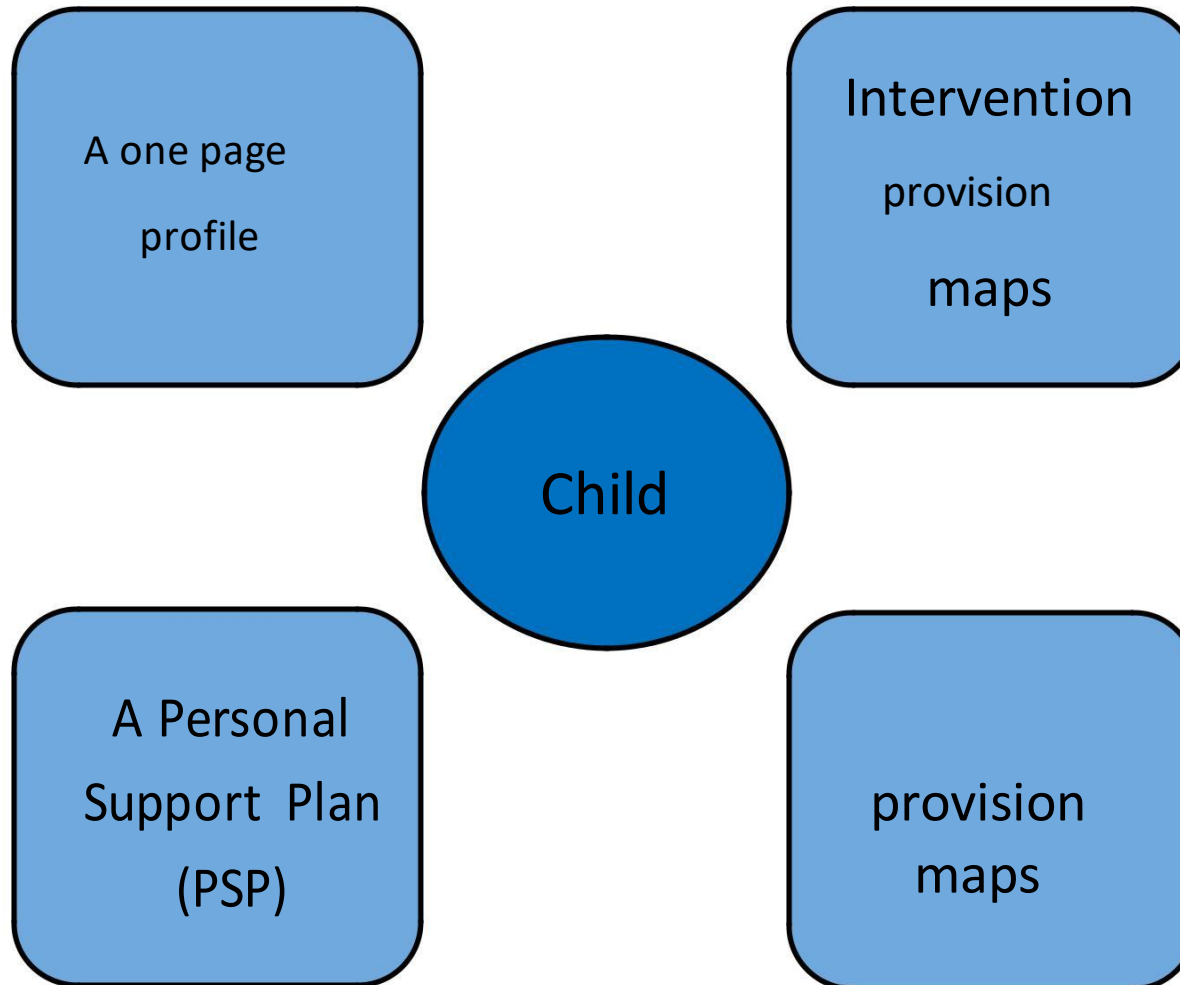 A one page
profile
Intervention
provision
maps
Child
A Personal
Support Plan
(PSP)
provision
maps